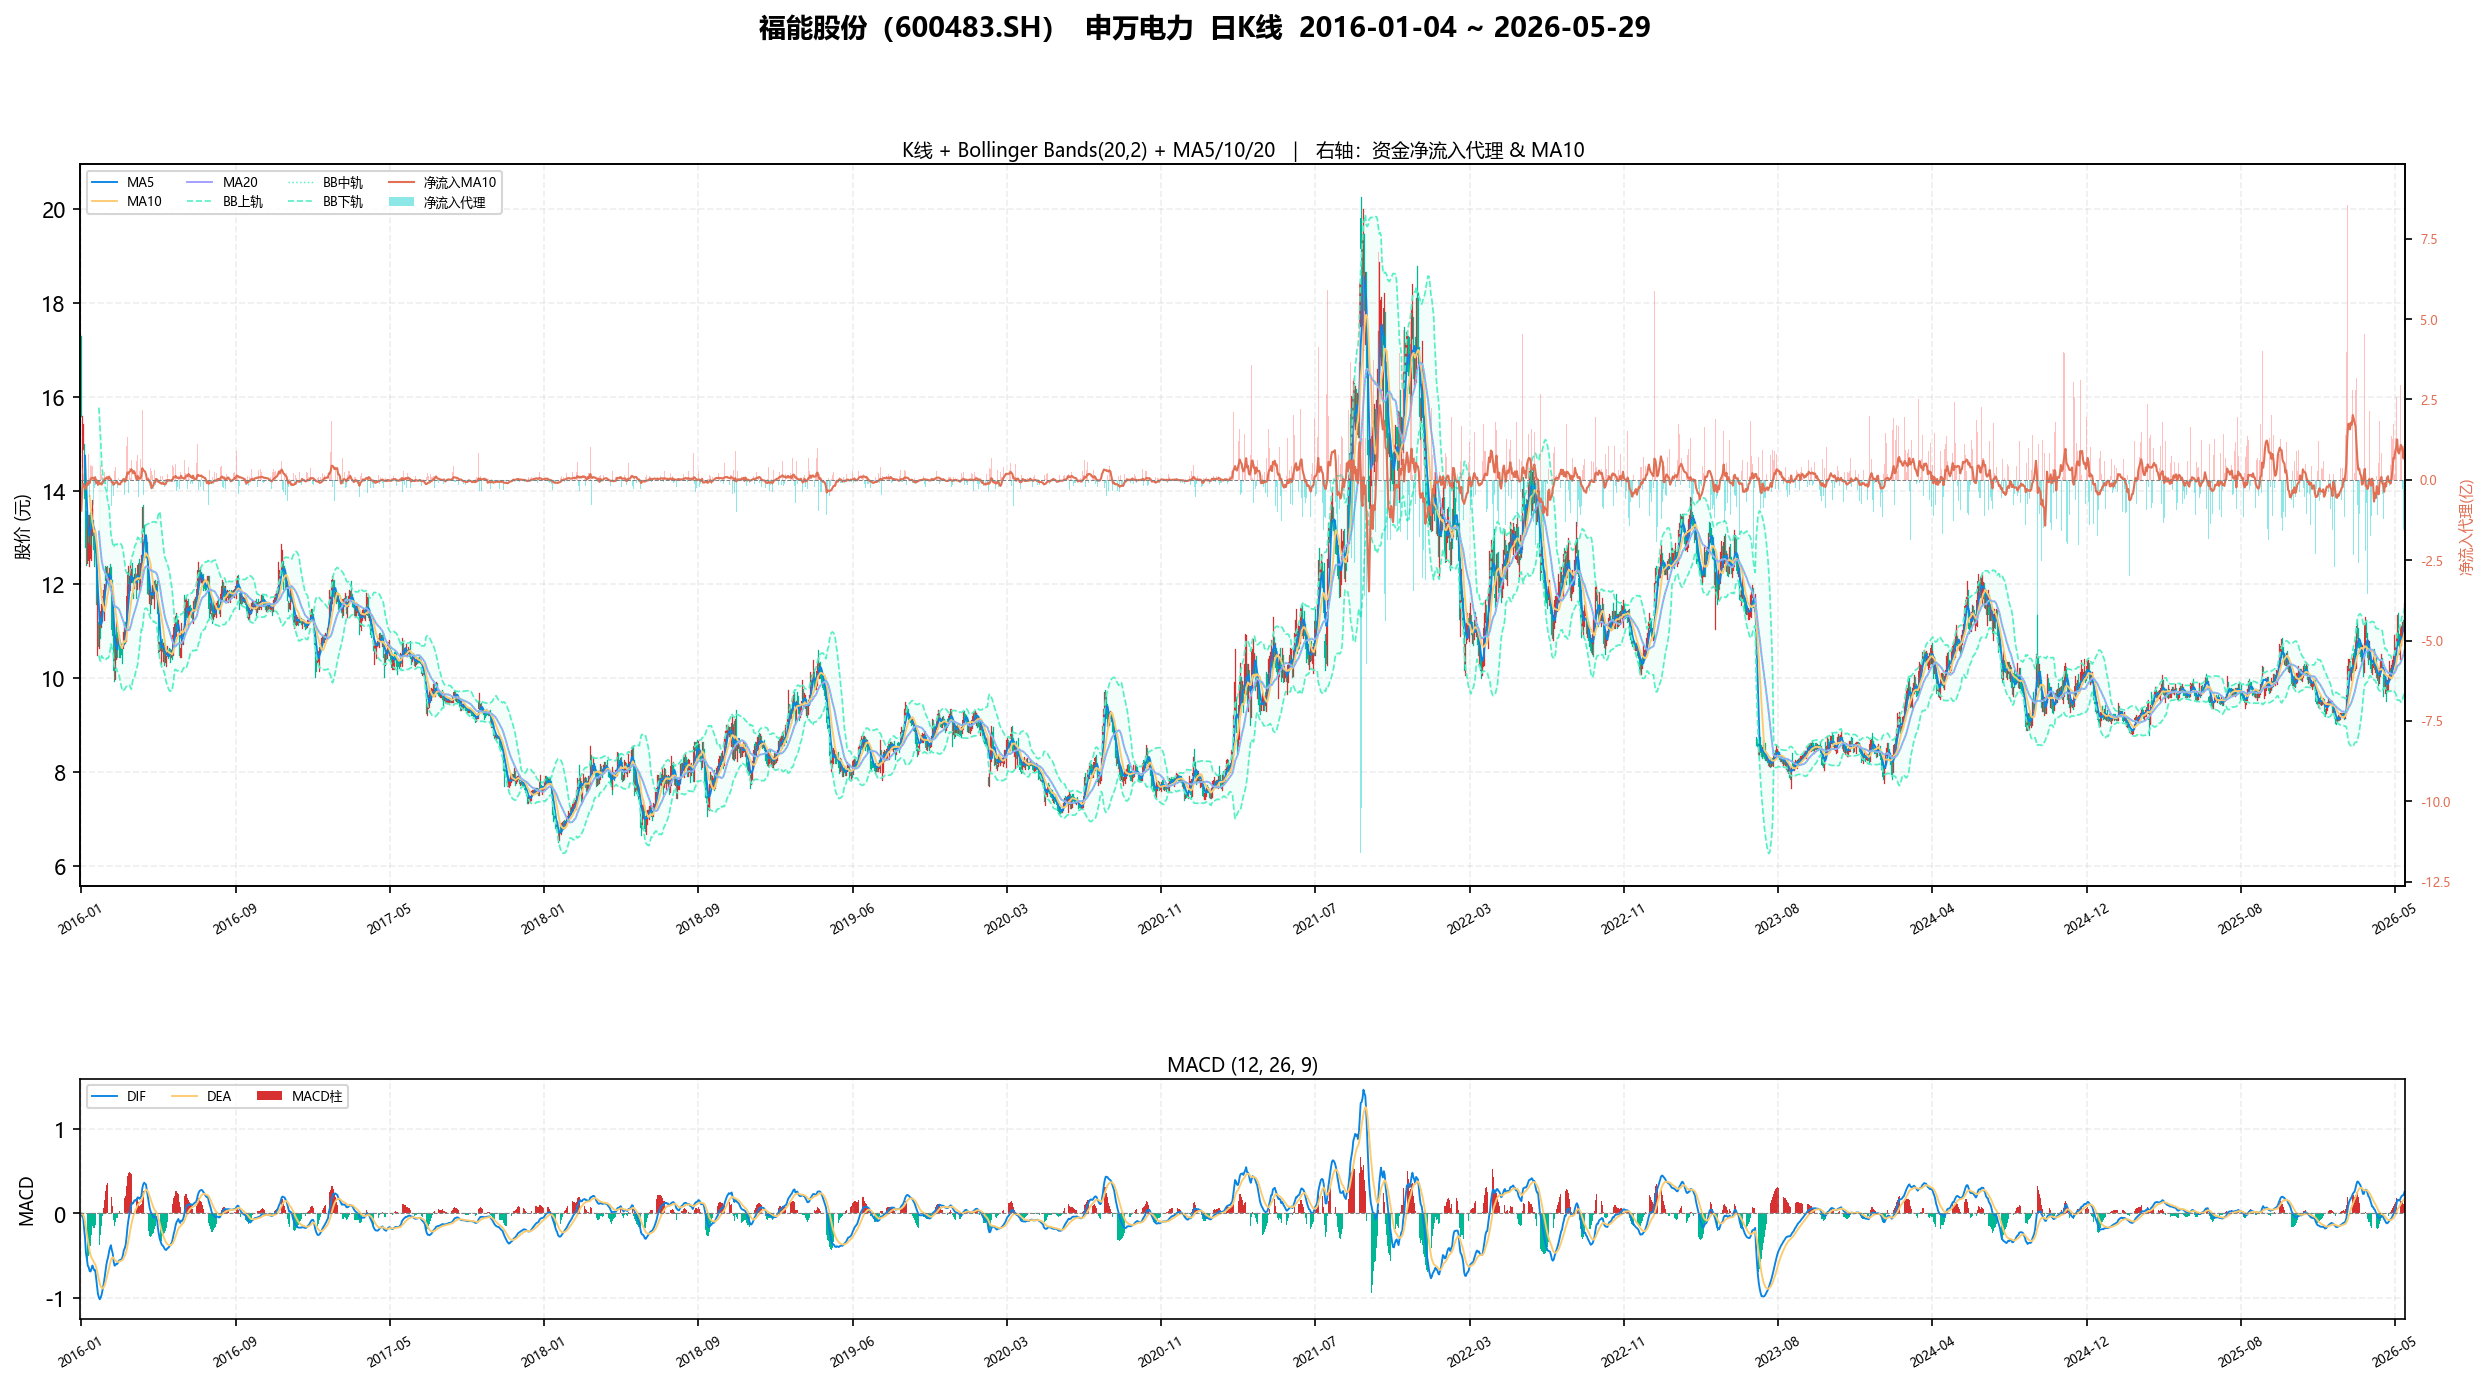 福能股份（600483.SH） 申万电力 日K线 2016-01-04 ~ 2026-05-29
K线 + Bollinger Bands(20,2) + MA5/10/20 | 右轴：资金净流入代理 & MA10
MA5 MA20 BB中轨 净流入MA10
MA10 BB上轨 BB下轨 净流入代理
股价 (元)
20
18
16
14
12
10
8
6
7.5
5.0
2.5
0.0
-2.5
-5.0
-7.5
-10.0
-12.5
净流入代理(亿)
2016-01 2016-09 2017-05 2018-01 2018-09 2019-06 2020-03 2020-11 2021-07 2022-03 2022-11 2023-08 2024-04 2024-12 2025-08 2026-05
MACD (12, 26, 9)
DIF DEA MACD柱
MACD
1
0
-1
2016-01 2016-09 2017-05 2018-01 2018-09 2019-06 2020-03 2020-11 2021-07 2022-03 2022-11 2023-08 2024-04 2024-12 2025-08 2026-05